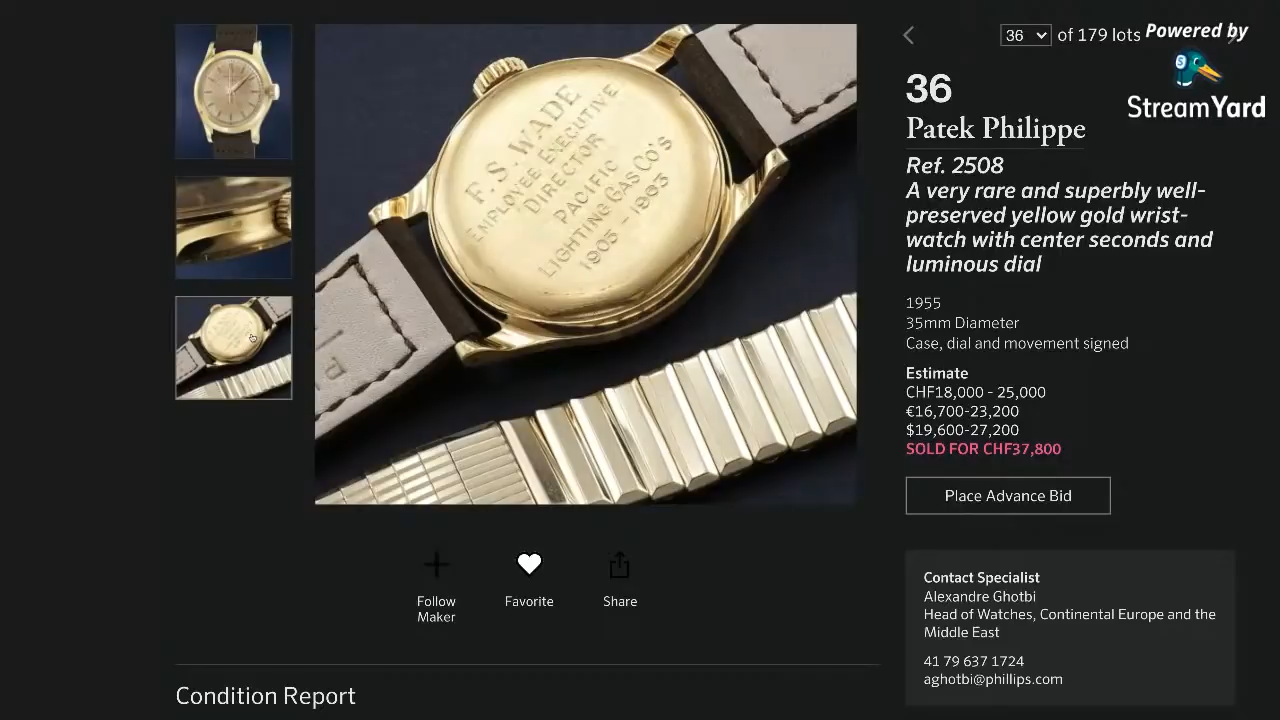 36 of 179 lots
Powered by
StreamYard
36
Patek Philippe
Ref. 2508
A very rare and superbly well-
preserved yellow gold wrist-
watch with center seconds and
luminous dial
1955
35mm Diameter
Case, dial and movement signed
Estimate
CHF18,000 - 25,000
€16,700-23,200
$19,600-27,200
SOLD FOR CHF37,800
Place Advance Bid
Contact Specialist
Alexandre Ghotbi
Head of Watches, Continental Europe and the
Middle East
41 79 637 1724
aghotbi@phillips.com
F.S. WADE
EMPLOYEE EXECUTIVE
DIRECTOR
PACIFIC
LIGHTING GAS Co's
1903 - 1963
Follow
Maker
Favorite
Share
Condition Report